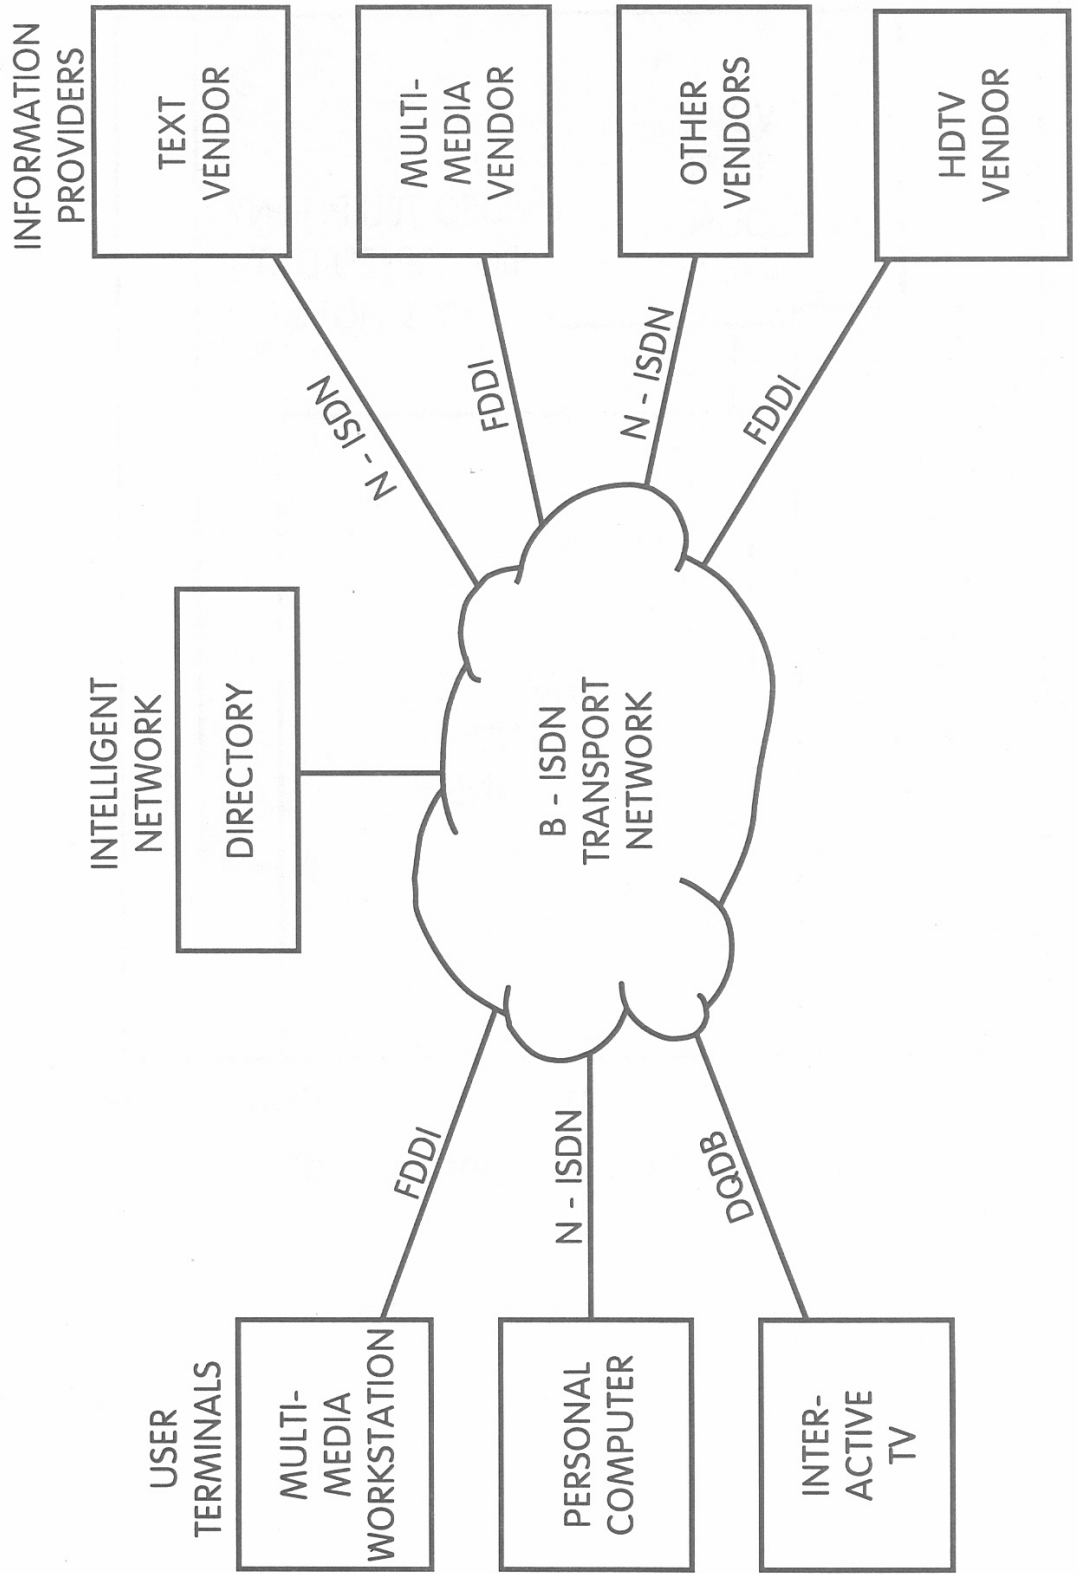 USER
TERMINALS
MULTI-
MEDIA
WORKSTATION
PERSONAL
COMPUTER
INTER-
ACTIVE
TV
FDDI
N - ISDN
DQDB
INTELLIGENT
NETWORK
DIRECTORY
B - ISDN
TRANSPORT
NETWORK
N - ISDN
FDDI
N - ISDN
FDDI
INFORMATION
PROVIDERS
TEXT
VENDOR
MULTI-
MEDIA
VENDOR
OTHER
VENDORS
HDTV
VENDOR